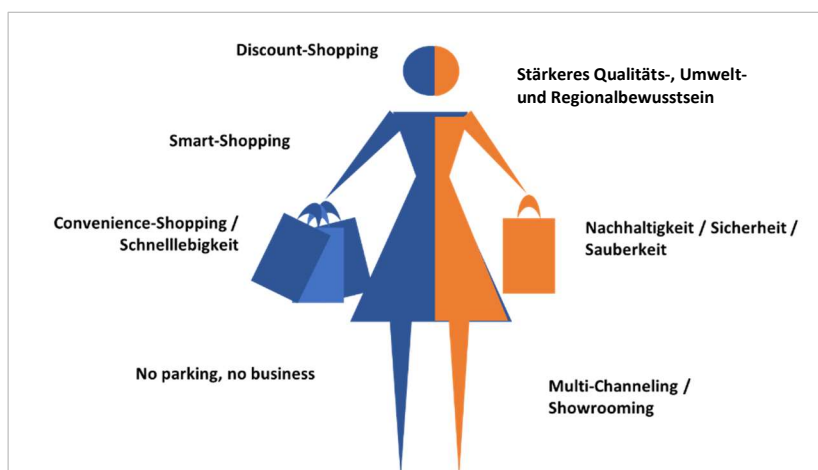 Discount-Shopping
Stärkeres Qualitäts-, Umwelt-
und Regionalbewusstsein
Smart-Shopping
Convenience-Shopping /
Schnelllebigkeit
Nachhaltigkeit / Sicherheit /
Sauberkeit
No parking, no business
Multi-Channeling /
Showrooming